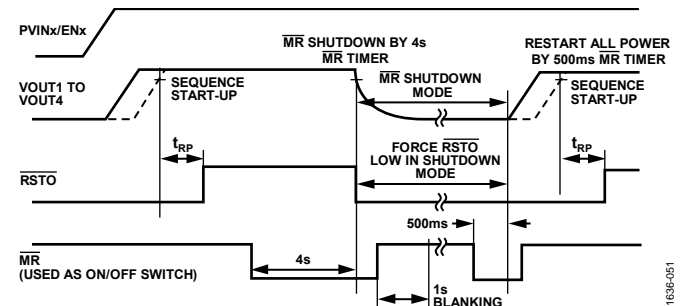 PVINx/ENx
MR SHUTDOWN BY 4s
MR TIMER
RESTART ALL POWER
BY 500ms MR TIMER
VOUT1 TO
VOUT4
SEQUENCE
START-UP
MR SHUTDOWN
MODE
SEQUENCE
START-UP
tRP
FORCE RSTO
LOW IN SHUTDOWN
MODE
tRP
RSTO
500ms
MR
(USED AS ON/OFF SWITCH)
4s
1s
BLANKING
1636-051